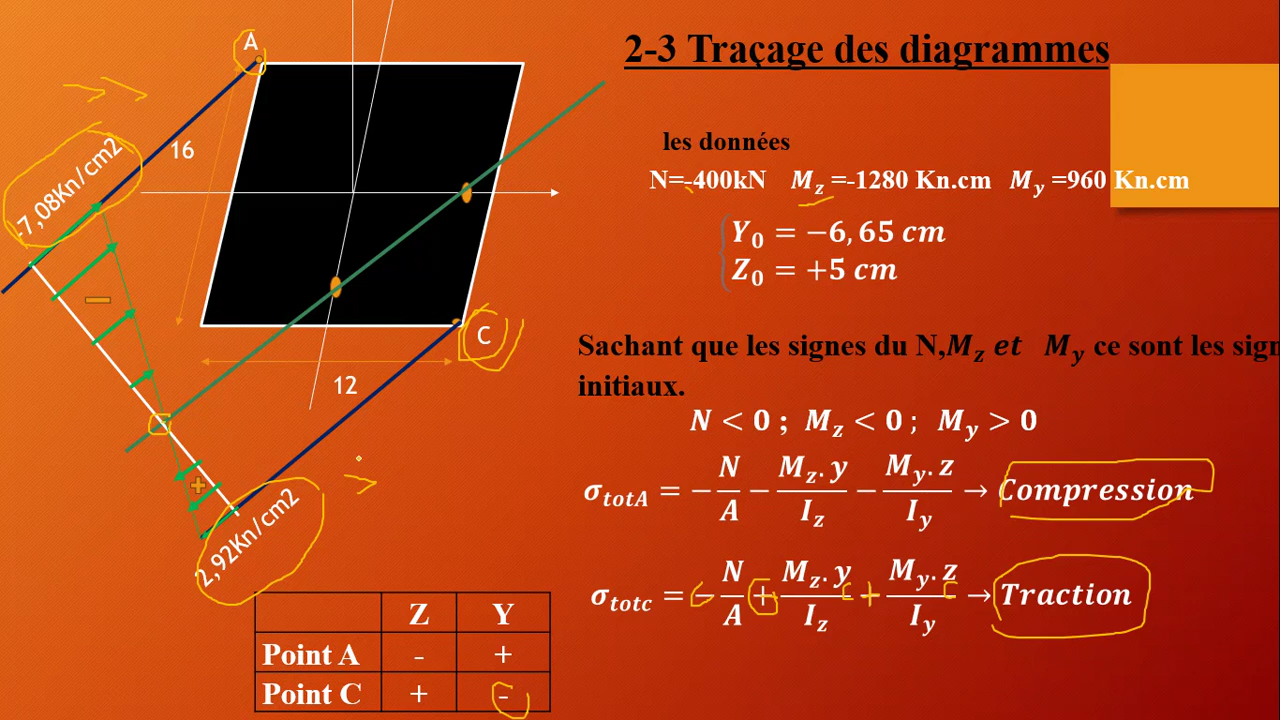 2-3 Traçage des diagrammes
les données
N=-400kN M_z =-1280 Kn.cm M_y =960 Kn.cm
Y_0 = −6,65 cm
Z_0 = +5 cm
Sachant que les signes du N,M_z et M_y ce sont les sign
initiaux.
N < 0 ; M_z < 0 ; M_y > 0
σ_totA = − N/A − M_z.y/I_z − M_y.z/I_y → Compression
σ_totc = − N/A + M_z.y/I_z + M_y.z/I_y → Traction
A
16
-7,08Kn/cm2
−
C
12
+
2,92Kn/cm2
Z Y
Point A - +
Point C + -